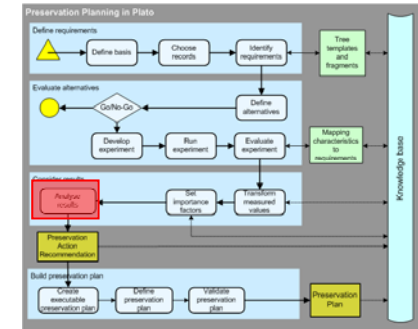 Preservation Planning in Plato
Define requirements
Define basis
Choose
records
Identify
requirements
Tree
templates
and
fragments
Evaluate alternatives
Go/No-Go
Define
alternatives
Develop
experiment
Run
experiment
Evaluate
experiment
Mapping
characteristics
to
requirements
Knowledge base
Consider results
Analyse
results
Set
importance
factors
Transform
measured
values
Preservation
Action
Recommendation
Build preservation plan
Create
executable
preservation plan
Define
preservation
plan
Validate
preservation
plan
Preservation
Plan